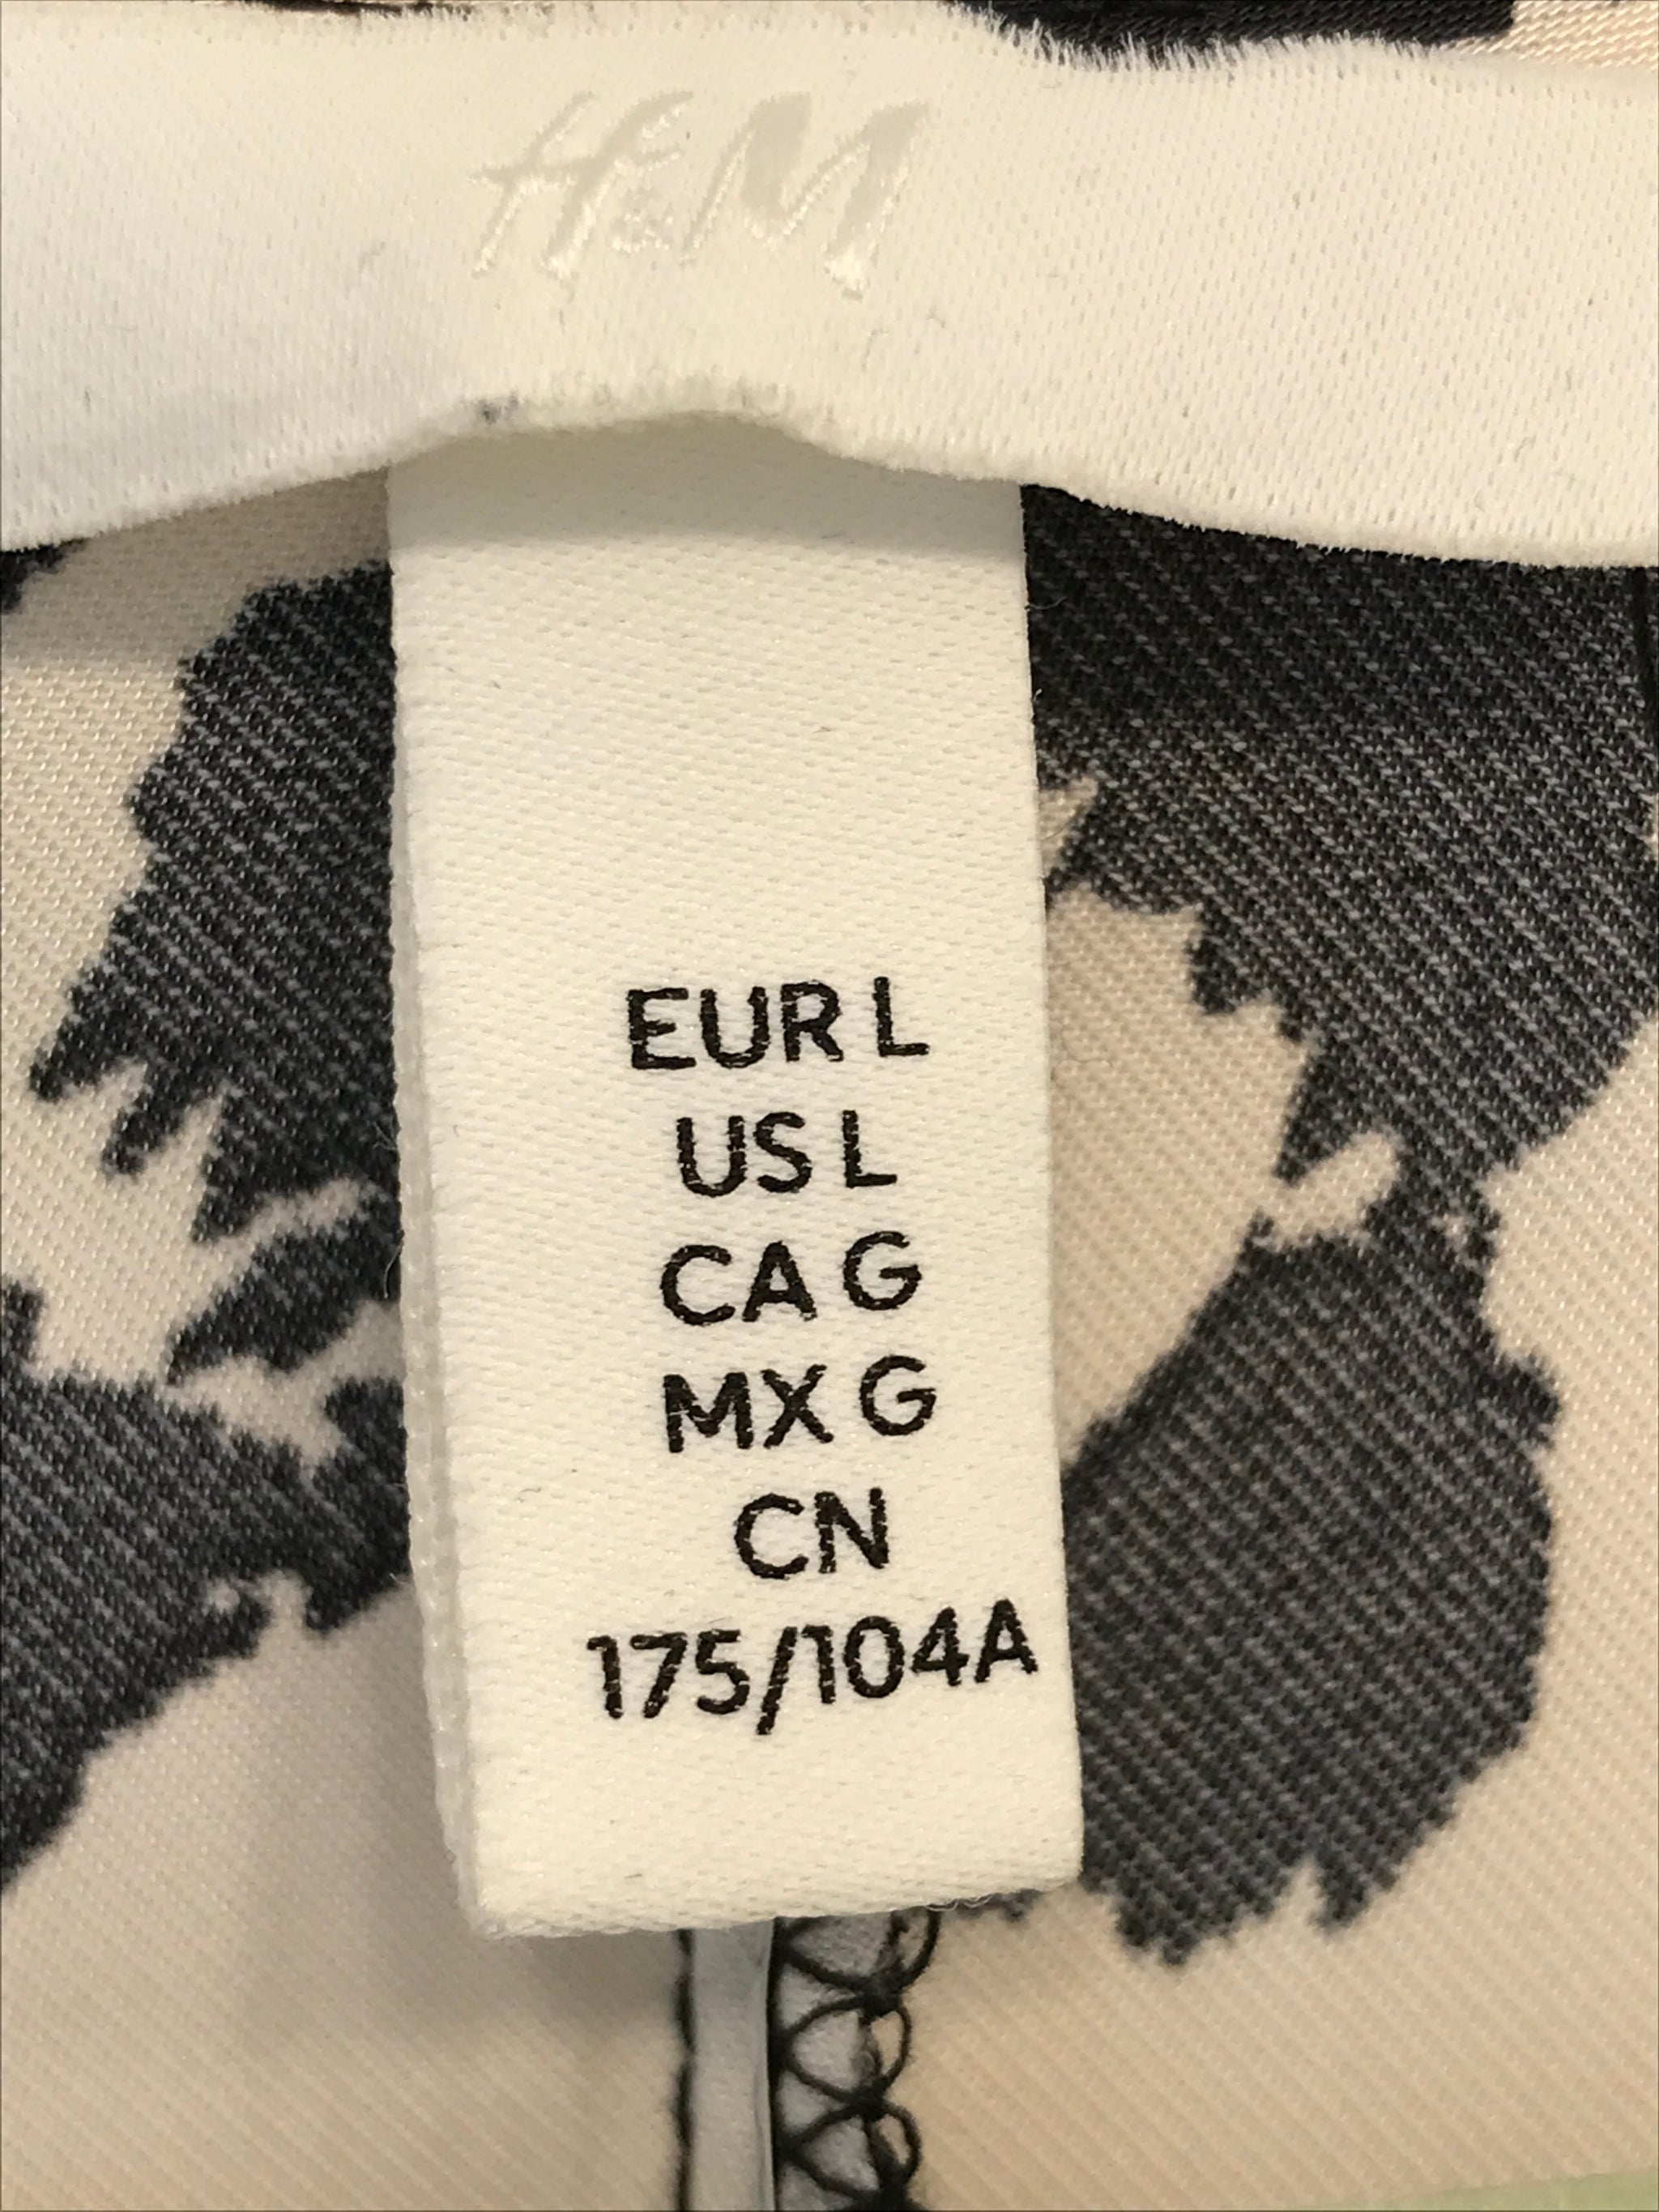 H&M
EUR L
US L
CA G
MX G
CN
175/104A